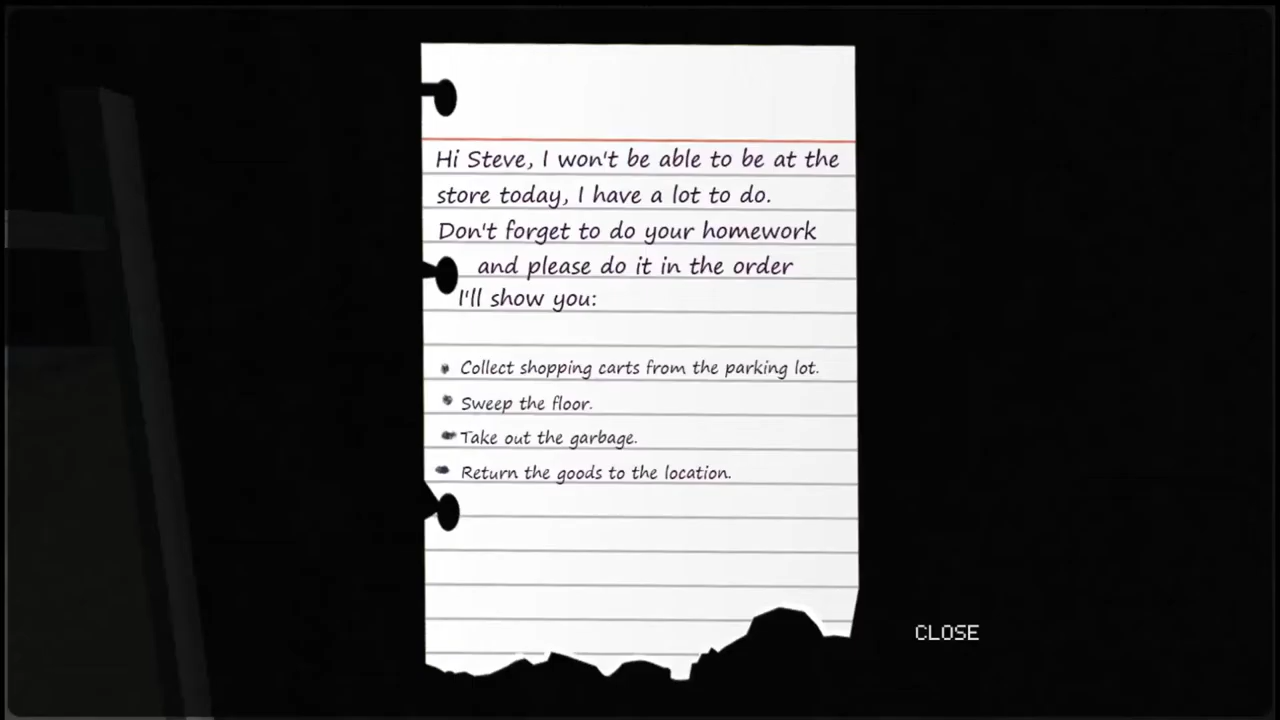 Hi Steve, I won't be able to be at the
store today, I have a lot to do.
Don't forget to do your homework
and please do it in the order
I'll show you:
Collect shopping carts from the parking lot.
Sweep the floor.
Take out the garbage.
Return the goods to the location.
CLOSE